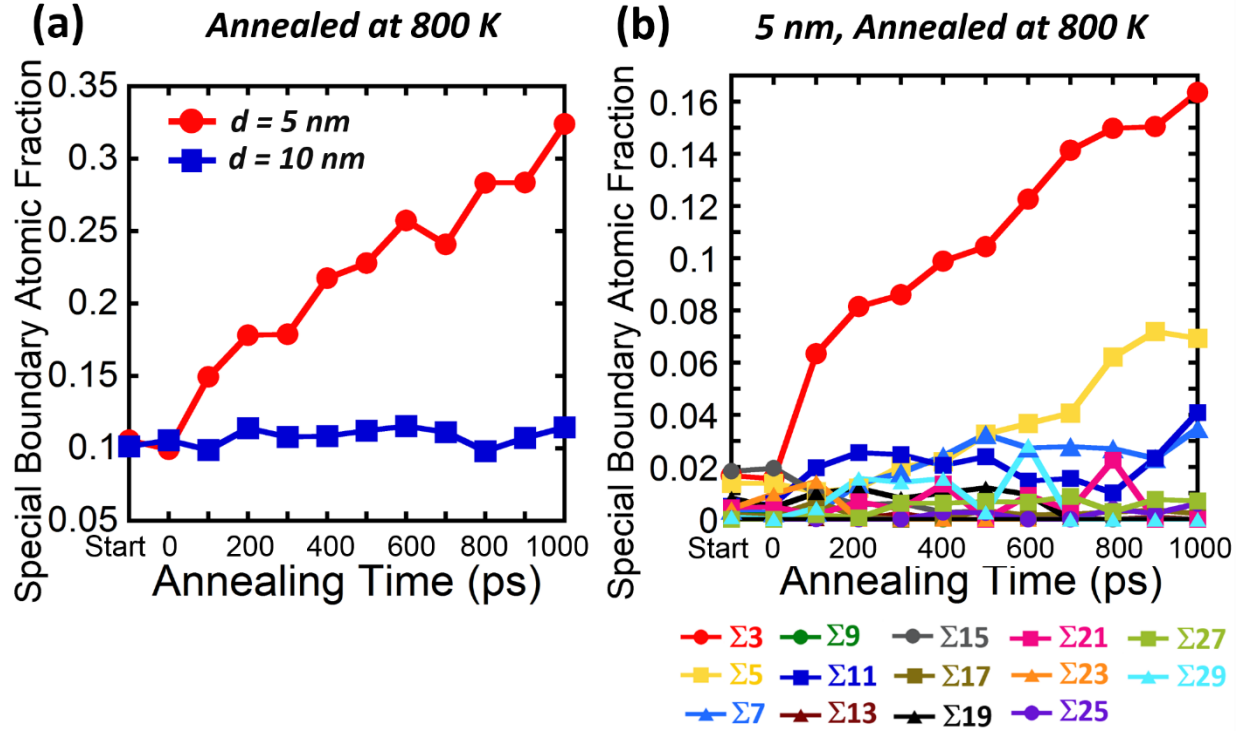 (a) Annealed at 800 K
Special Boundary Atomic Fraction
0.35
0.3
0.25
0.2
0.15
0.1
0.05
d = 5 nm
d = 10 nm
Start 0 200 400 600 800 1000
Annealing Time (ps)
(b) 5 nm, Annealed at 800 K
Special Boundary Atomic Fraction
0.16
0.14
0.12
0.1
0.08
0.06
0.04
0.02
0
Start 0 200 400 600 800 1000
Annealing Time (ps)
Σ3 Σ9 Σ15 Σ21 Σ27
Σ5 Σ11 Σ17 Σ23 Σ29
Σ7 Σ13 Σ19 Σ25